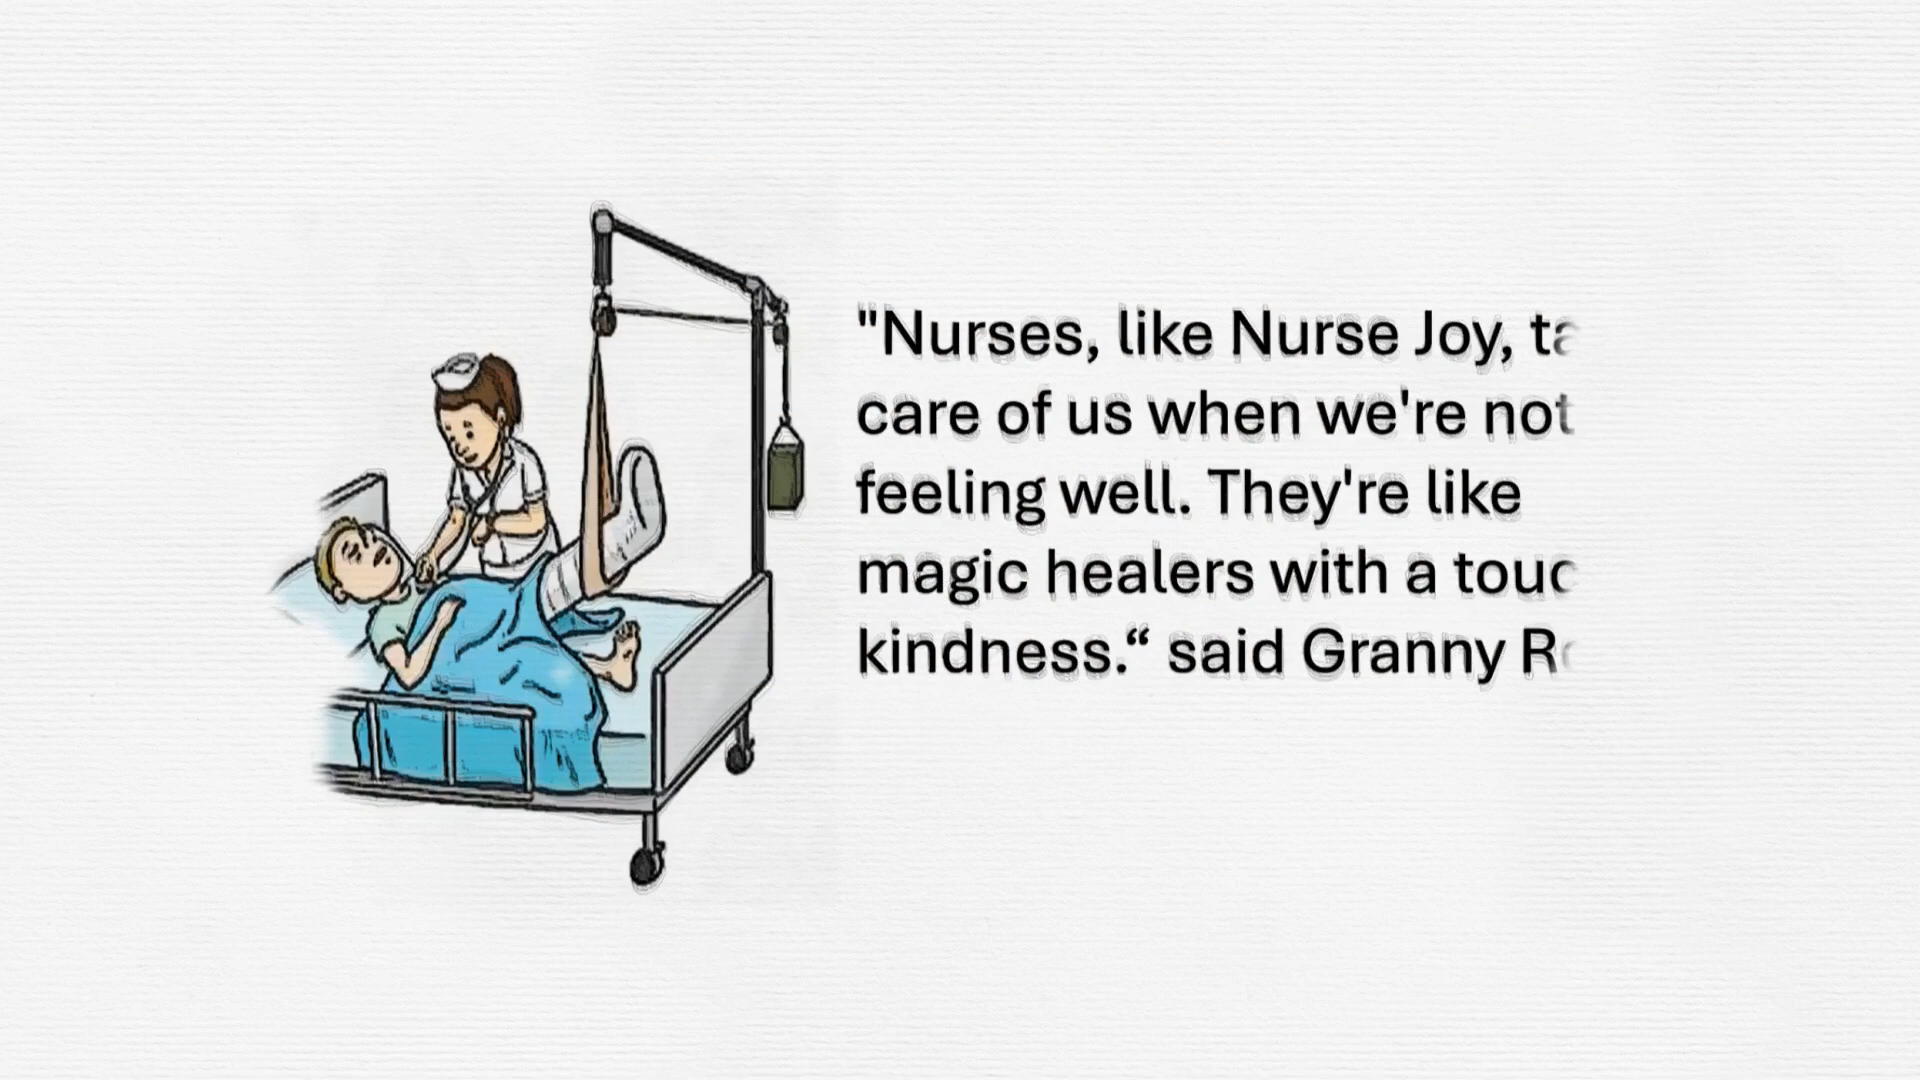 "Nurses, like Nurse Joy,
care of us when we're not
feeling well. They're like
magic healers with a
kindness.“ said Granny